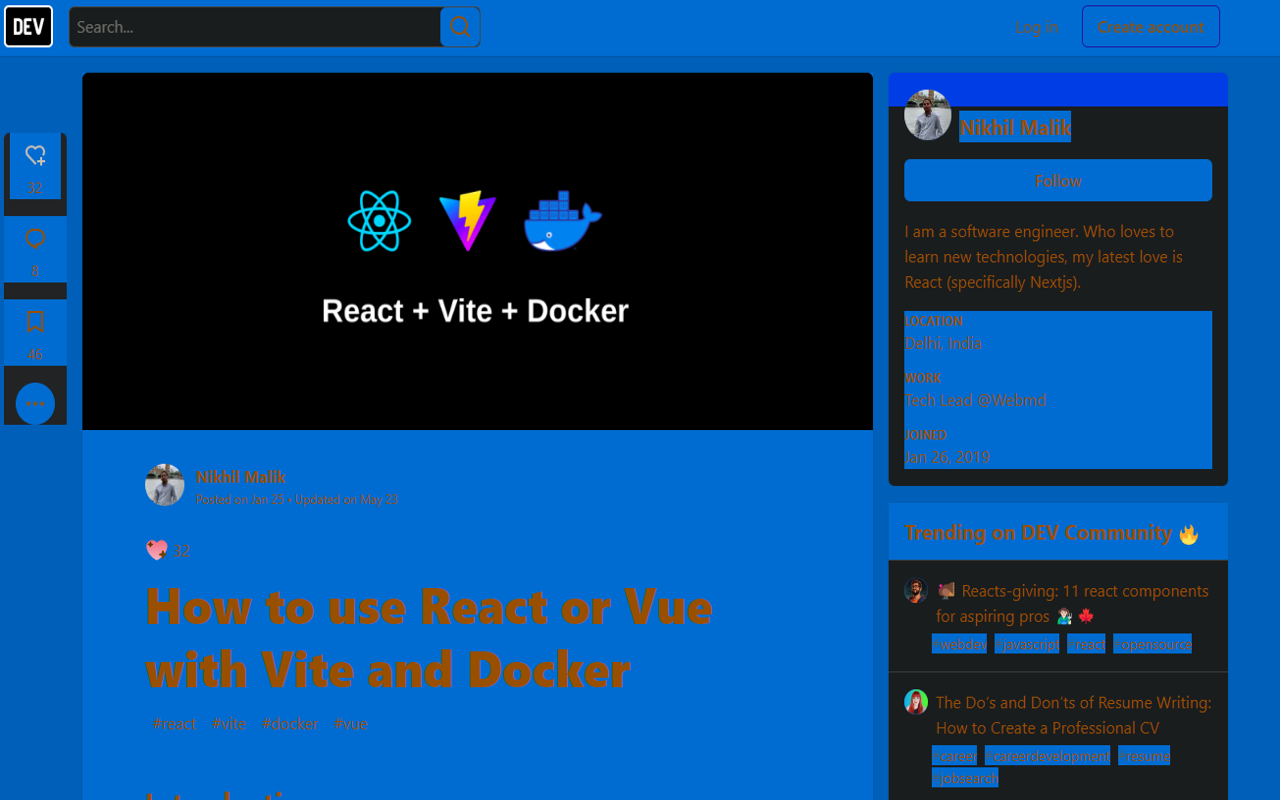 DEV
Search...
Log in
Create account
32
8
46
React + Vite + Docker
Nikhil Malik
Posted on Jan 25 • Updated on May 23
💖 32
How to use React or Vue
with Vite and Docker
#react #vite #docker #vue
Nikhil Malik
Follow
I am a software engineer. Who loves to
learn new technologies, my latest love is
React (specifically Nextjs).
LOCATION
Delhi, India
WORK
Tech Lead @Webmd
JOINED
Jan 26, 2019
Trending on DEV Community 🔥
🦃 Reacts-giving: 11 react components
for aspiring pros 🧙🏻‍♂️ 🍁
#webdev #javascript #react #opensource
The Do's and Don'ts of Resume Writing:
How to Create a Professional CV
#career #careerdevelopment #resume
#jobsearch